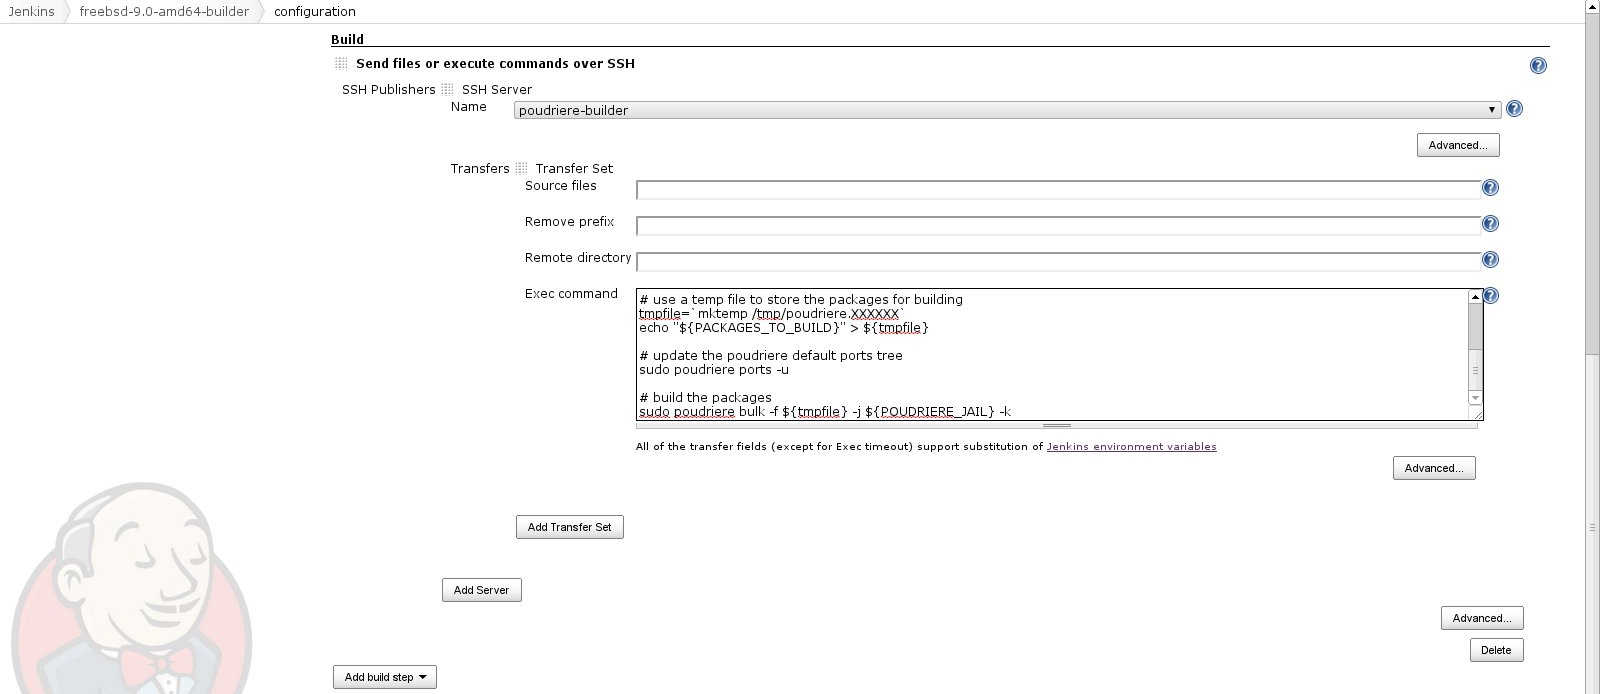 Jenkins freebsd-9.0-amd64-builder configuration
Build
Send files or execute commands over SSH
SSH Publishers SSH Server
Name poudriere-builder
Advanced...
Transfers Transfer Set
Source files
Remove prefix
Remote directory
Exec command
# use a temp file to store the packages for building
tmpfile=`mktemp /tmp/poudriere.XXXXXX`
echo "${PACKAGES_TO_BUILD}" > ${tmpfile}
# update the poudriere default ports tree
sudo poudriere ports -u
# build the packages
sudo poudriere bulk -f ${tmpfile} -j ${POUDRIERE_JAIL} -k
All of the transfer fields (except for Exec timeout) support substitution of Jenkins environment variables
Advanced...
Add Transfer Set
Add Server
Advanced...
Delete
Add build step